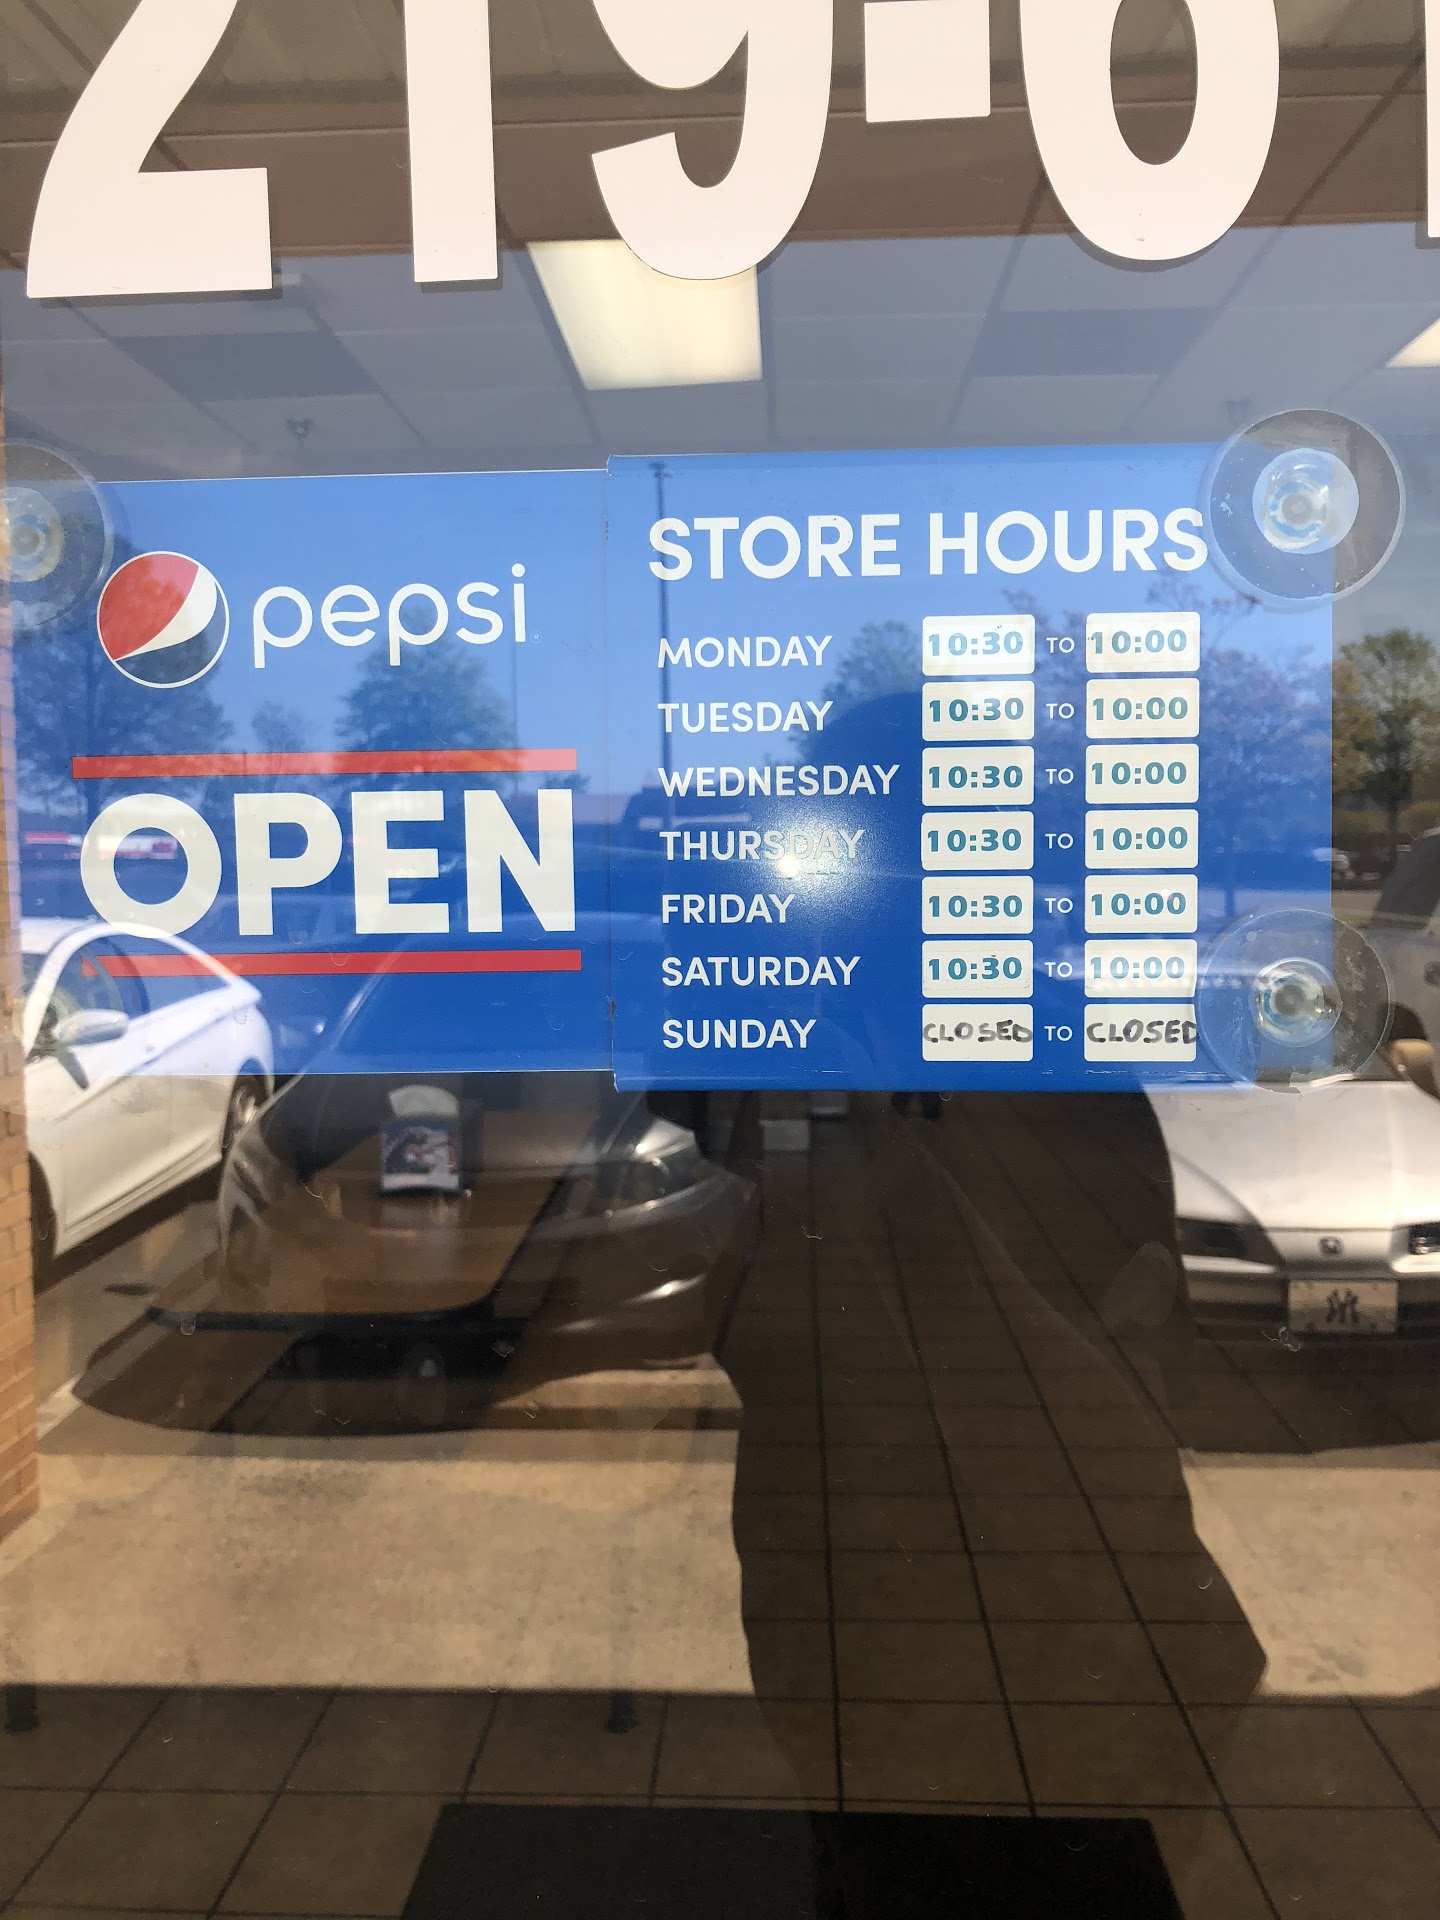 219-6
pepsi
OPEN
STORE HOURS
MONDAY 10:30 TO 10:00
TUESDAY 10:30 TO 10:00
WEDNESDAY 10:30 TO 10:00
THURSDAY 10:30 TO 10:00
FRIDAY 10:30 TO 10:00
SATURDAY 10:30 TO 10:00
SUNDAY CLOSED TO CLOSED
NY